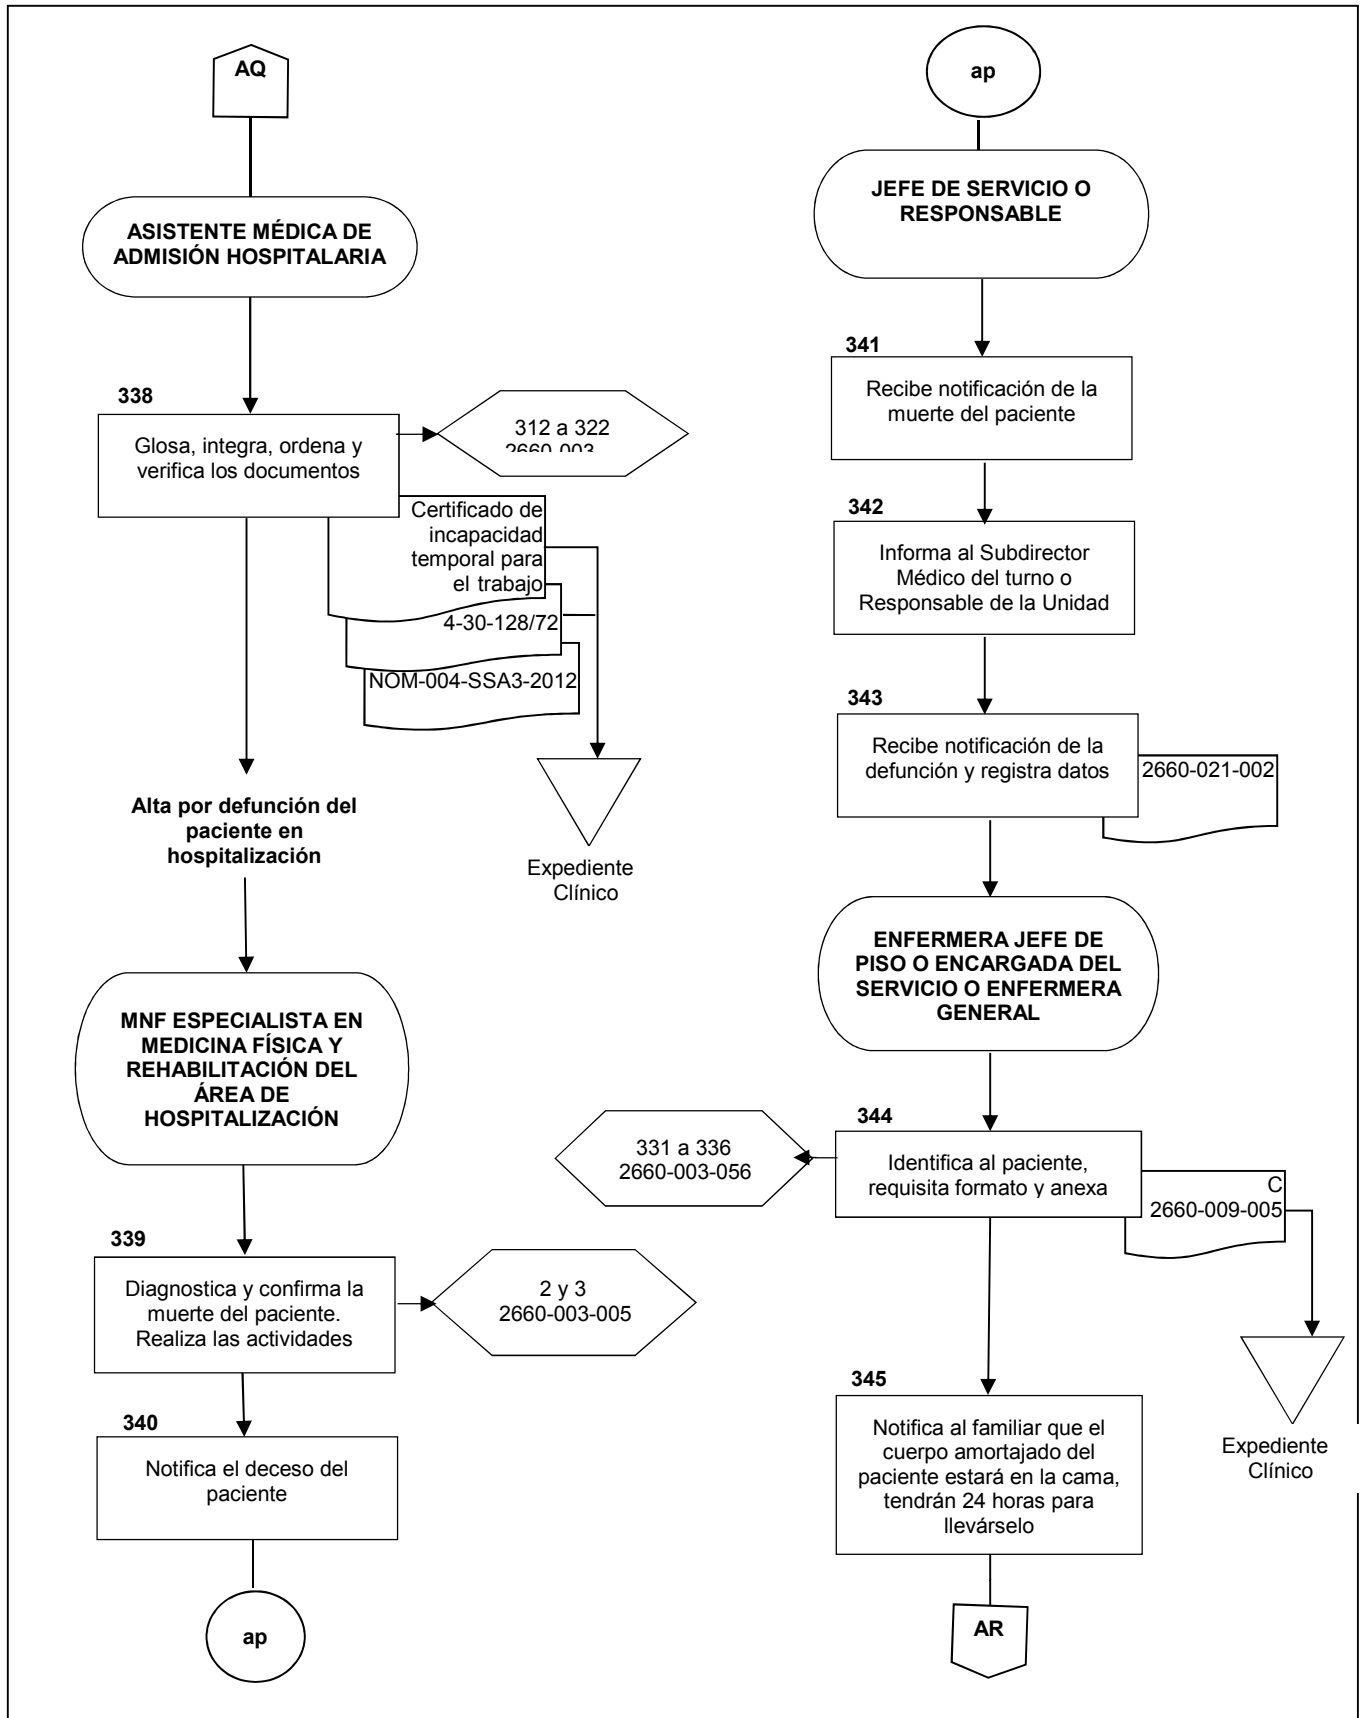 AQ
ASISTENTE MÉDICA DE
ADMISIÓN HOSPITALARIA
338
Glosa, integra, ordena y
verifica los documentos
312 a 322
2660-003
Certificado de
incapacidad
temporal para
el trabajo
4-30-128/72
NOM-004-SSA3-2012
Expediente
Clínico
Alta por defunción del
paciente en
hospitalización
MNF ESPECIALISTA EN
MEDICINA FÍSICA Y
REHABILITACIÓN DEL
ÁREA DE
HOSPITALIZACIÓN
339
Diagnostica y confirma la
muerte del paciente.
Realiza las actividades
2 y 3
2660-003-005
340
Notifica el deceso del
paciente
ap
ap
JEFE DE SERVICIO O
RESPONSABLE
341
Recibe notificación de la
muerte del paciente
342
Informa al Subdirector
Médico del turno o
Responsable de la Unidad
343
Recibe notificación de la
defunción y registra datos
2660-021-002
ENFERMERA JEFE DE
PISO O ENCARGADA DEL
SERVICIO O ENFERMERA
GENERAL
344
Identifica al paciente,
requisita formato y anexa
331 a 336
2660-003-056
C
2660-009-005
Expediente
Clínico
345
Notifica al familiar que el
cuerpo amortajado del
paciente estará en la cama,
tendrán 24 horas para
llevárselo
AR